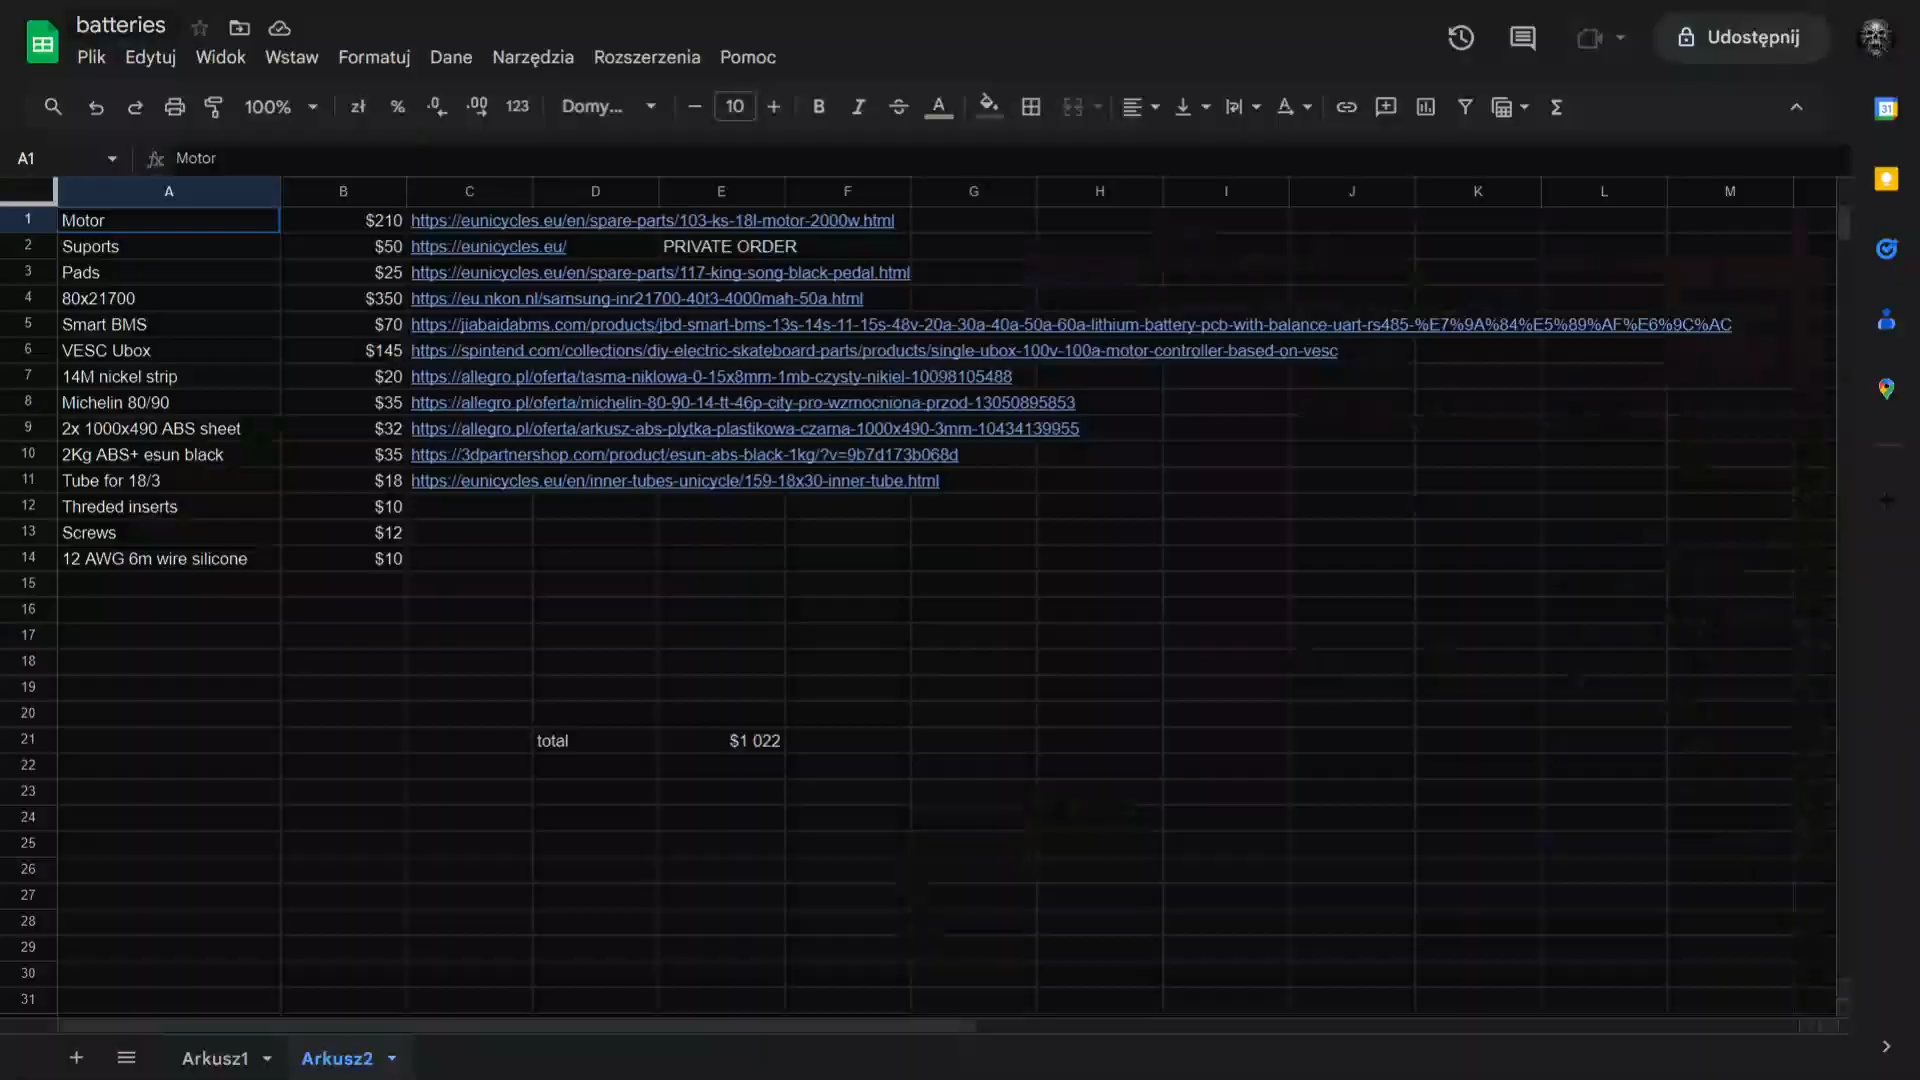 batteries
Plik Edytuj Widok Wstaw Formatuj Dane Narzędzia Rozszerzenia Pomoc
Udostępnij
100% zł % .0 .00 123 Domy... 10 B I A
A1 fx Motor
A B C D E F G H I J K L M
1 Motor $210 https://eunicycles.eu/en/spare-parts/103-ks-18l-motor-2000w.html
2 Suports $50 https://eunicycles.eu/ PRIVATE ORDER
3 Pads $25 https://eunicycles.eu/en/spare-parts/117-king-song-black-pedal.html
4 80x21700 $350 https://eu.nkon.nl/samsung-inr21700-40t3-4000mah-50a.html
5 Smart BMS $70 https://jiabaidabms.com/products/jbd-smart-bms-13s-14s-11-15s-48v-20a-30a-40a-50a-60a-lithium-battery-pcb-with-balance-uart-rs485-%E7%9A%84%E5%89%AF%E6%9C%AC
6 VESC Ubox $145 https://spintend.com/collections/diy-electric-skateboard-parts/products/single-ubox-100v-100a-motor-controller-based-on-vesc
7 14M nickel strip $20 https://allegro.pl/oferta/tasma-niklowa-0-15x8mm-1mb-czysty-nikiel-10098105488
8 Michelin 80/90 $35 https://allegro.pl/oferta/michelin-80-90-14-tt-46p-city-pro-wzmocniona-przod-13050895853
9 2x 1000x490 ABS sheet $32 https://allegro.pl/oferta/arkusz-abs-plytka-plastikowa-czarna-1000x490-3mm-10434139955
10 2Kg ABS+ esun black $35 https://3dpartnershop.com/product/esun-abs-black-1kg/?v=9b7d173b068d
11 Tube for 18/3 $18 https://eunicycles.eu/en/inner-tubes-unicycle/159-18x30-inner-tube.html
12 Threded inserts $10
13 Screws $12
14 12 AWG 6m wire silicone $10
15
16
17
18
19
20
21 total $1 022
22
23
24
25
26
27
28
29
30
31
Arkusz1 Arkusz2